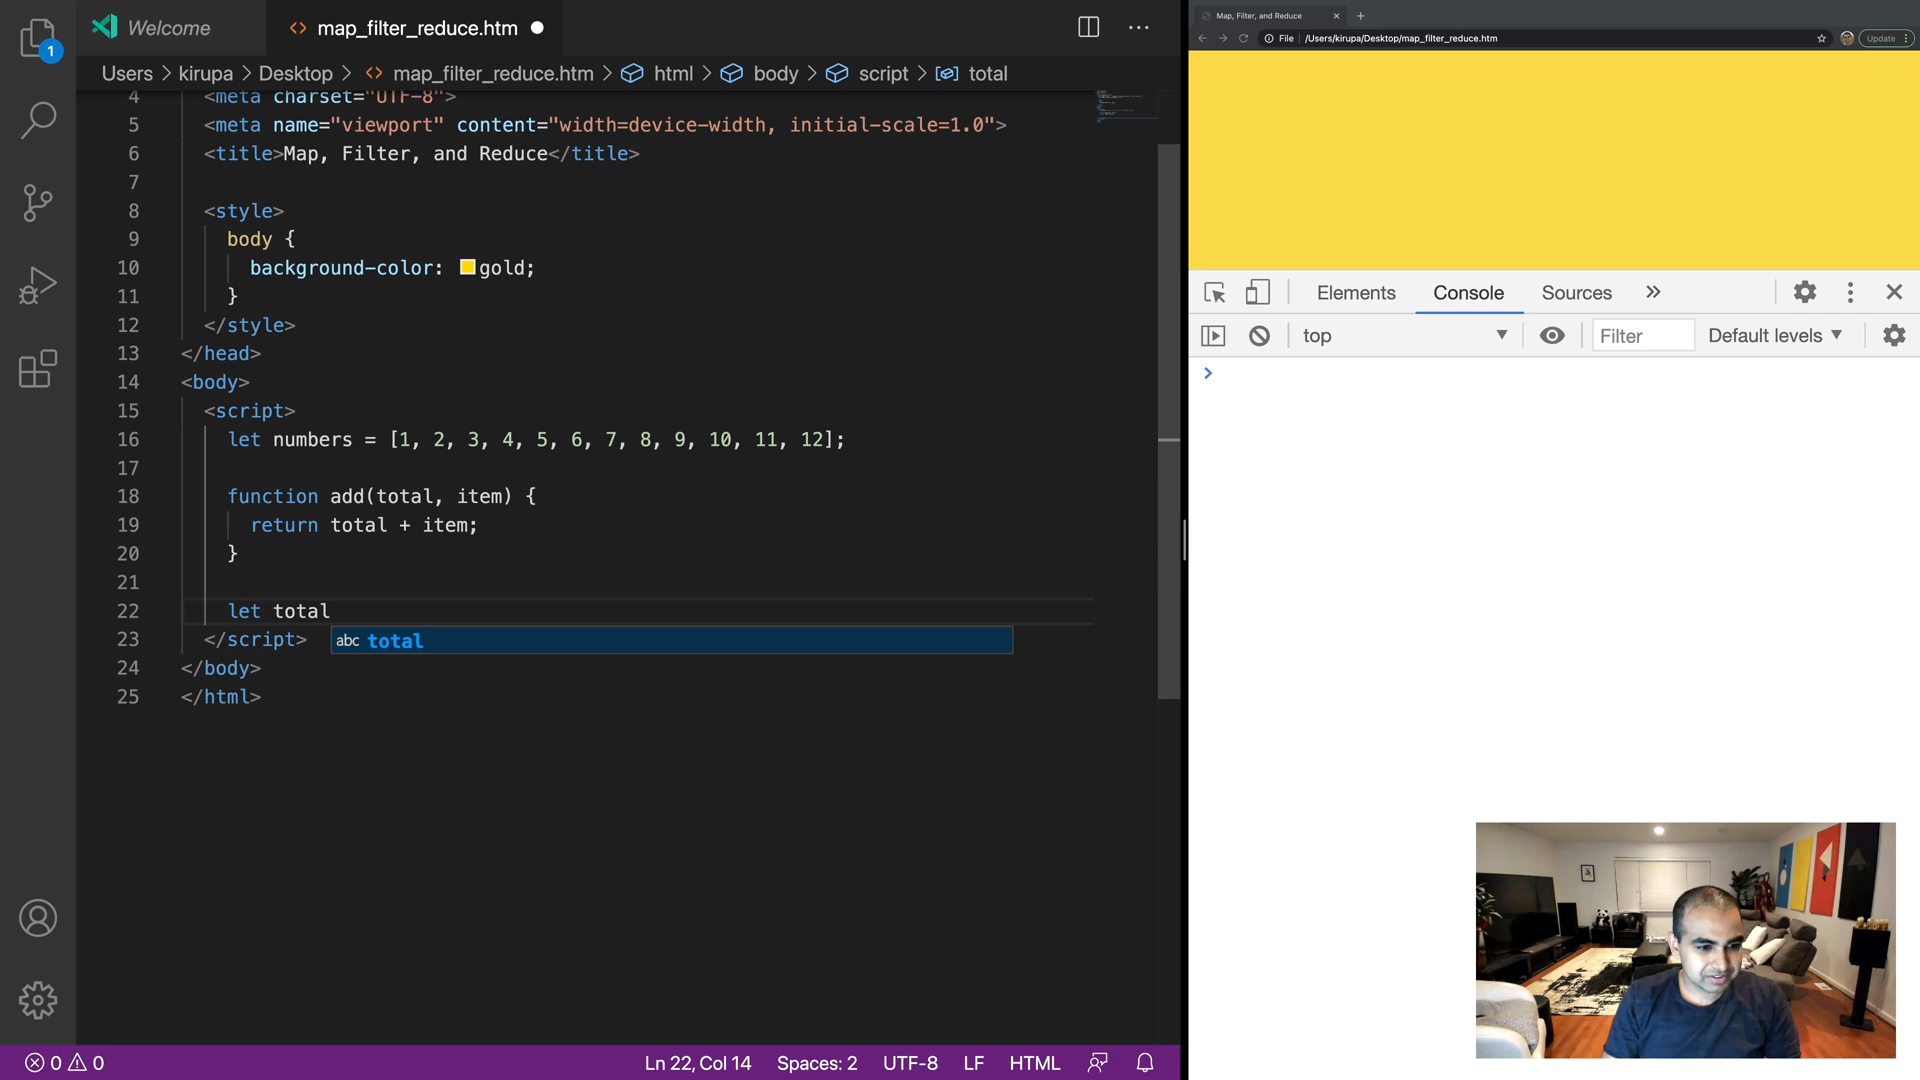 1
Welcome
map_filter_reduce.htm
Users > kirupa > Desktop > map_filter_reduce.htm > html > body > script > total
4 <meta charset="UTF-8">
5 <meta name="viewport" content="width=device-width, initial-scale=1.0">
6 <title>Map, Filter, and Reduce</title>
7
8 <style>
9 body {
10 background-color: gold;
11 }
12 </style>
13 </head>
14 <body>
15 <script>
16 let numbers = [1, 2, 3, 4, 5, 6, 7, 8, 9, 10, 11, 12];
17
18 function add(total, item) {
19 return total + item;
20 }
21
22 let total
23 </script>
abc total
24 </body>
25 </html>
0 0
Ln 22, Col 14
Spaces: 2
UTF-8
LF
HTML
Map, Filter, and Reduce
File | /Users/kirupa/Desktop/map_filter_reduce.htm
Update
Elements Console Sources
top
Filter
Default levels